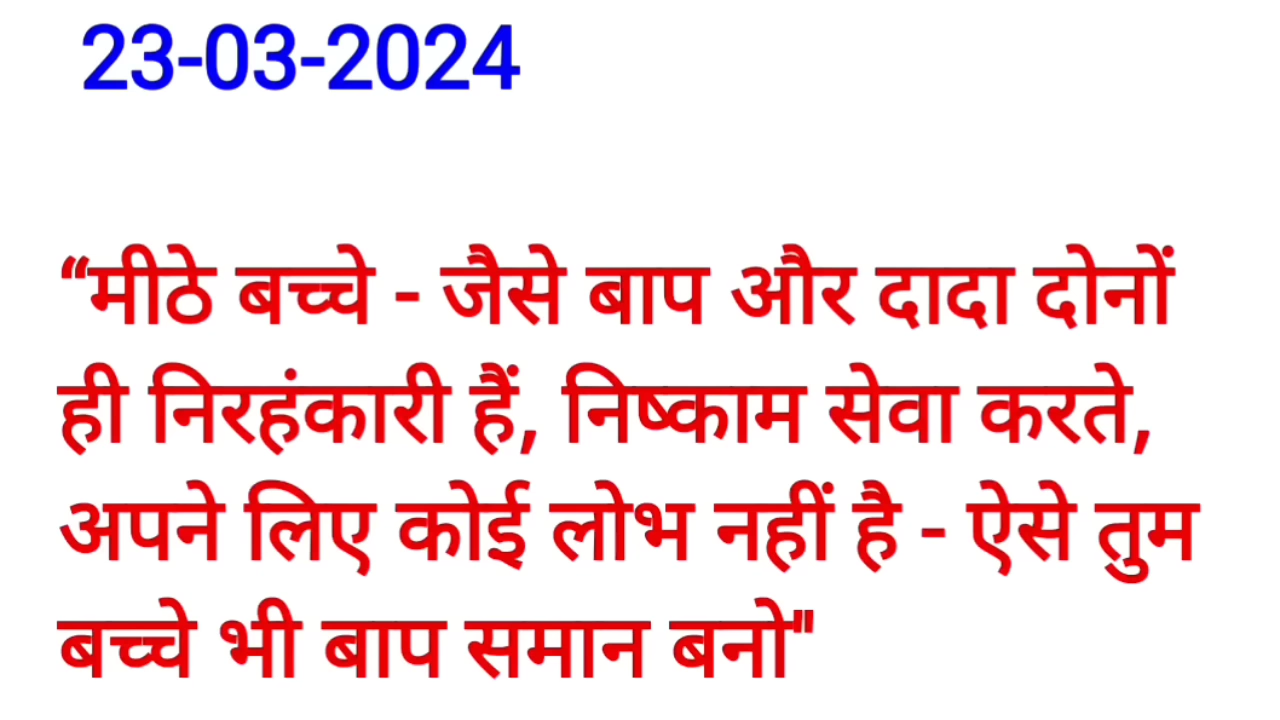 23-03-2024
“मीठे बच्चे - जैसे बाप और दादा दोनों
ही निरहंकारी हैं, निष्काम सेवा करते,
अपने लिए कोई लोभ नहीं है - ऐसे तुम
बच्चे भी बाप समान बनो"